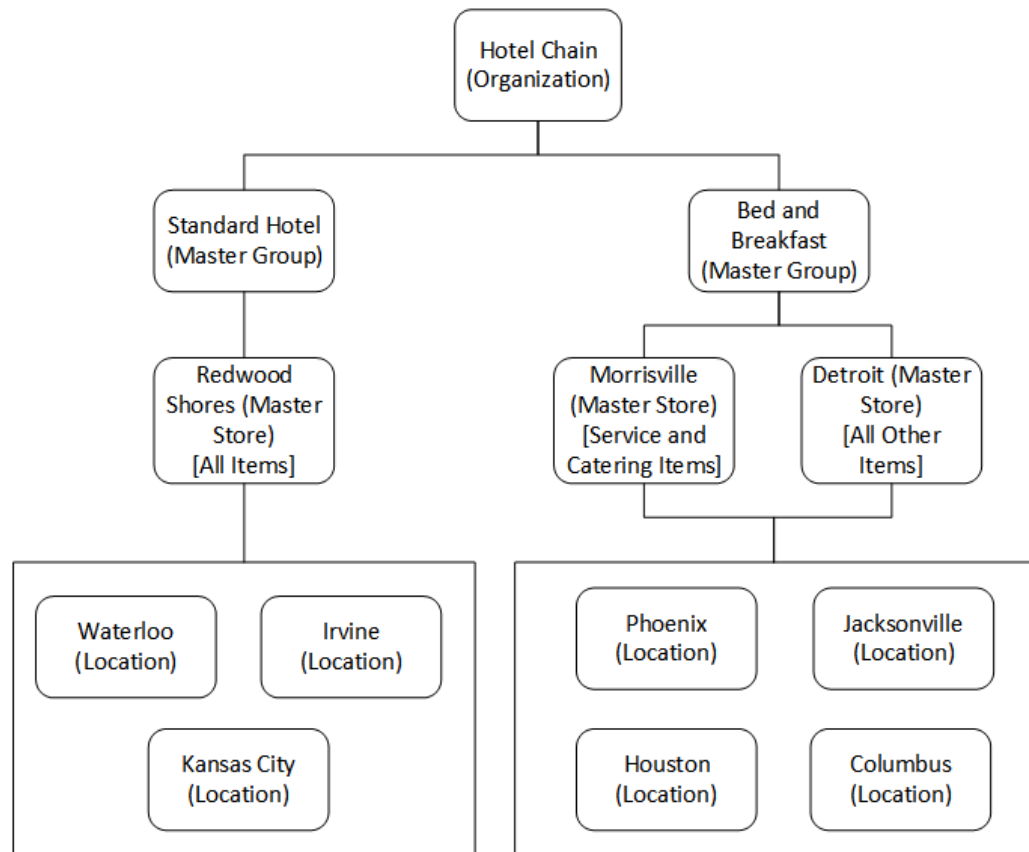 Hotel Chain
(Organization)
Standard Hotel
(Master Group)
Bed and
Breakfast
(Master Group)
Redwood
Shores (Master
Store)
[All Items]
Morrisville
(Master Store)
[Service and
Catering Items]
Detroit (Master
Store)
[All Other
Items]
Waterloo
(Location)
Irvine
(Location)
Kansas City
(Location)
Phoenix
(Location)
Jacksonville
(Location)
Houston
(Location)
Columbus
(Location)